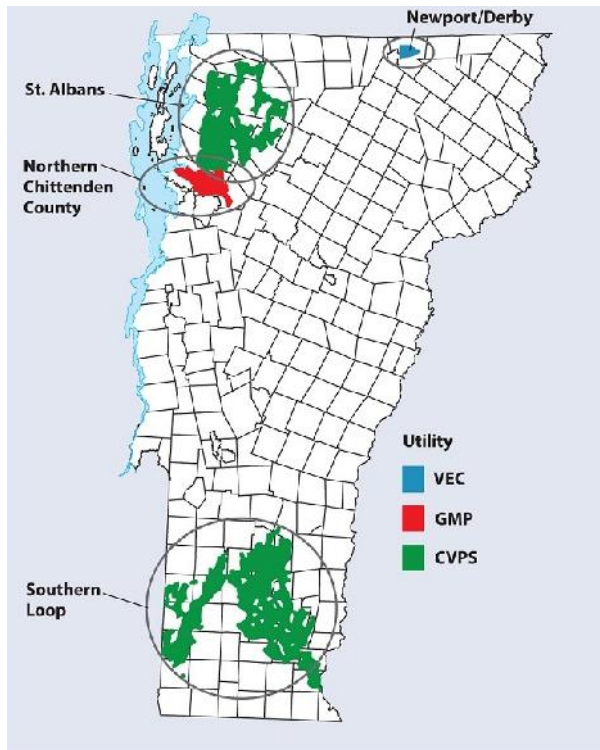 Newport/Derby
St. Albans
Northern
Chittenden
County
Utility
VEC
GMP
CVPS
Southern
Loop